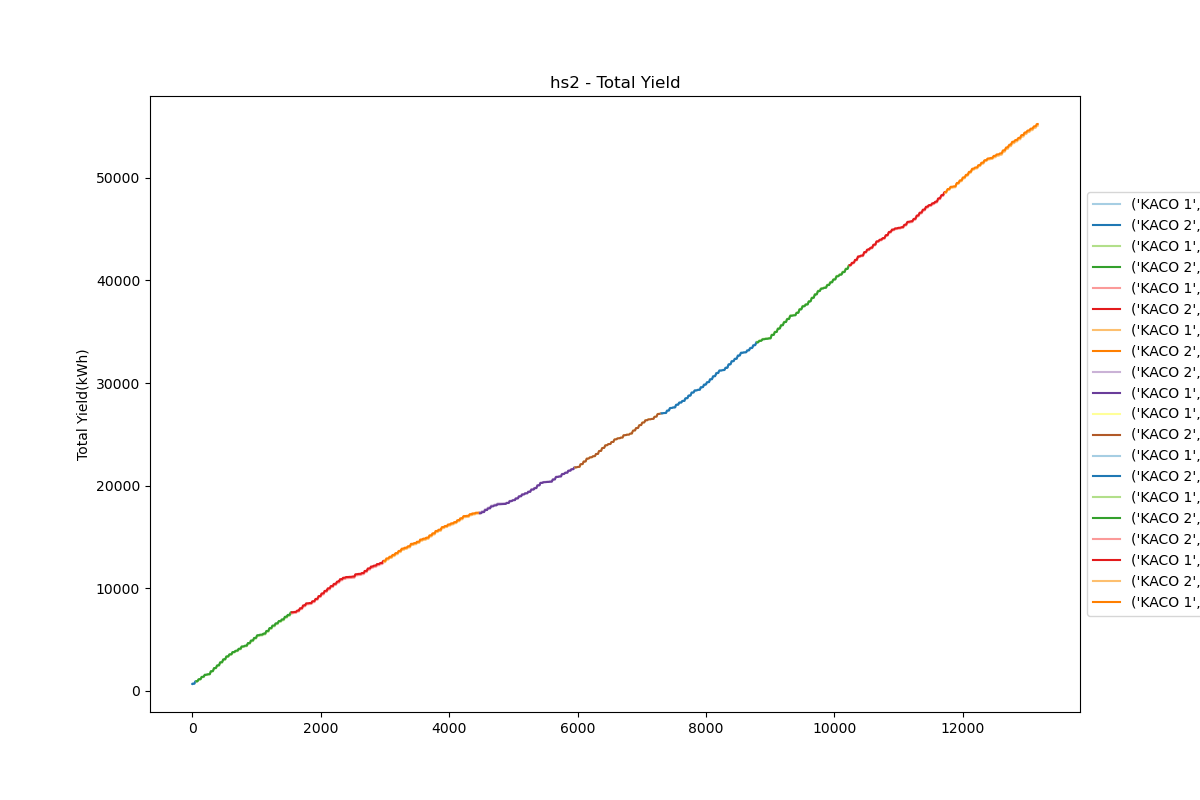 hs2 - Total Yield
Total Yield(kWh)
50000
40000
30000
20000
10000
0
0
2000
4000
6000
8000
10000
12000
('KACO 1',
('KACO 2',
('KACO 1',
('KACO 2',
('KACO 1',
('KACO 2',
('KACO 1',
('KACO 2',
('KACO 2',
('KACO 1',
('KACO 1',
('KACO 2',
('KACO 1',
('KACO 2',
('KACO 1',
('KACO 2',
('KACO 2',
('KACO 1',
('KACO 2',
('KACO 1',